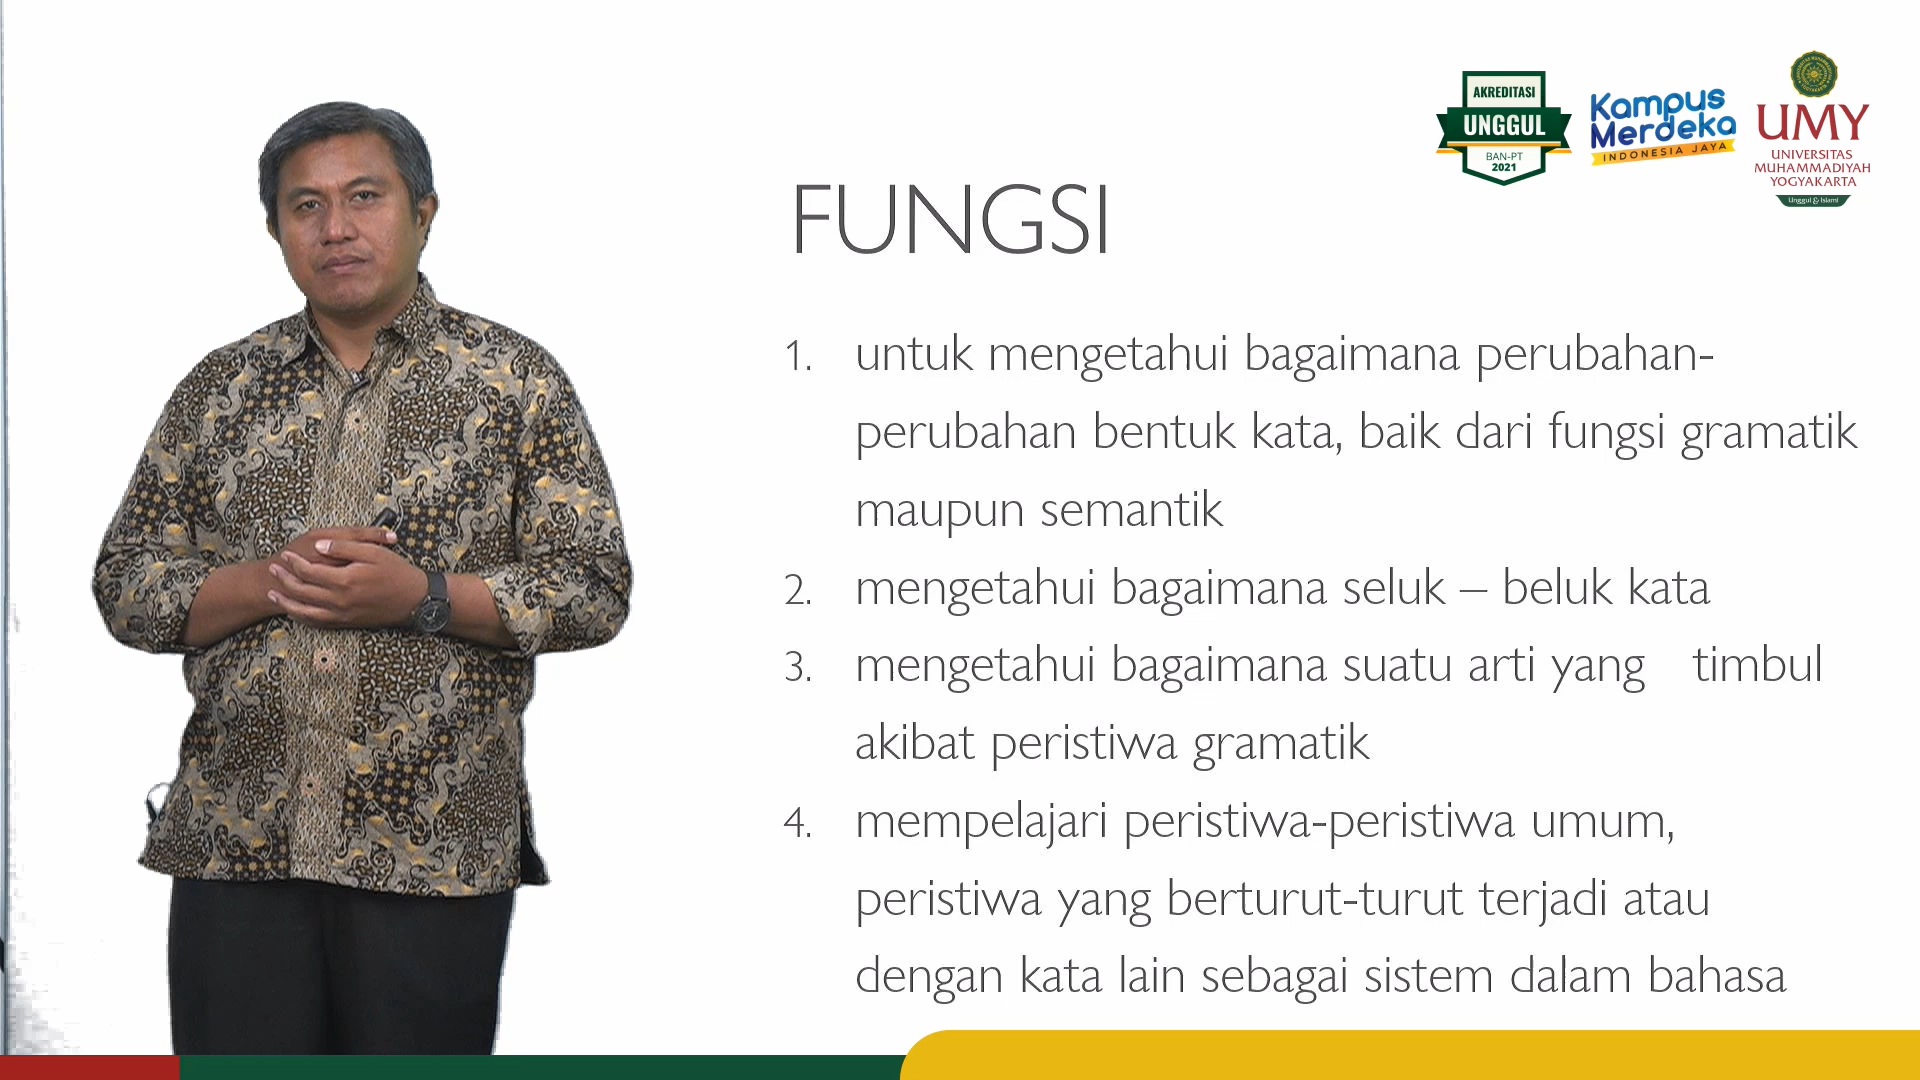 AKREDITASI
UNGGUL
BAN-PT
2021
Kampus
Merdeka
INDONESIA JAYA
UMY
UNIVERSITAS
MUHAMMADIYAH
YOGYAKARTA
Unggul & Islami
FUNGSI
1. untuk mengetahui bagaimana perubahan-
perubahan bentuk kata, baik dari fungsi gramatik
maupun semantik
2. mengetahui bagaimana seluk – beluk kata
3. mengetahui bagaimana suatu arti yang timbul
akibat peristiwa gramatik
4. mempelajari peristiwa-peristiwa umum,
peristiwa yang berturut-turut terjadi atau
dengan kata lain sebagai sistem dalam bahasa